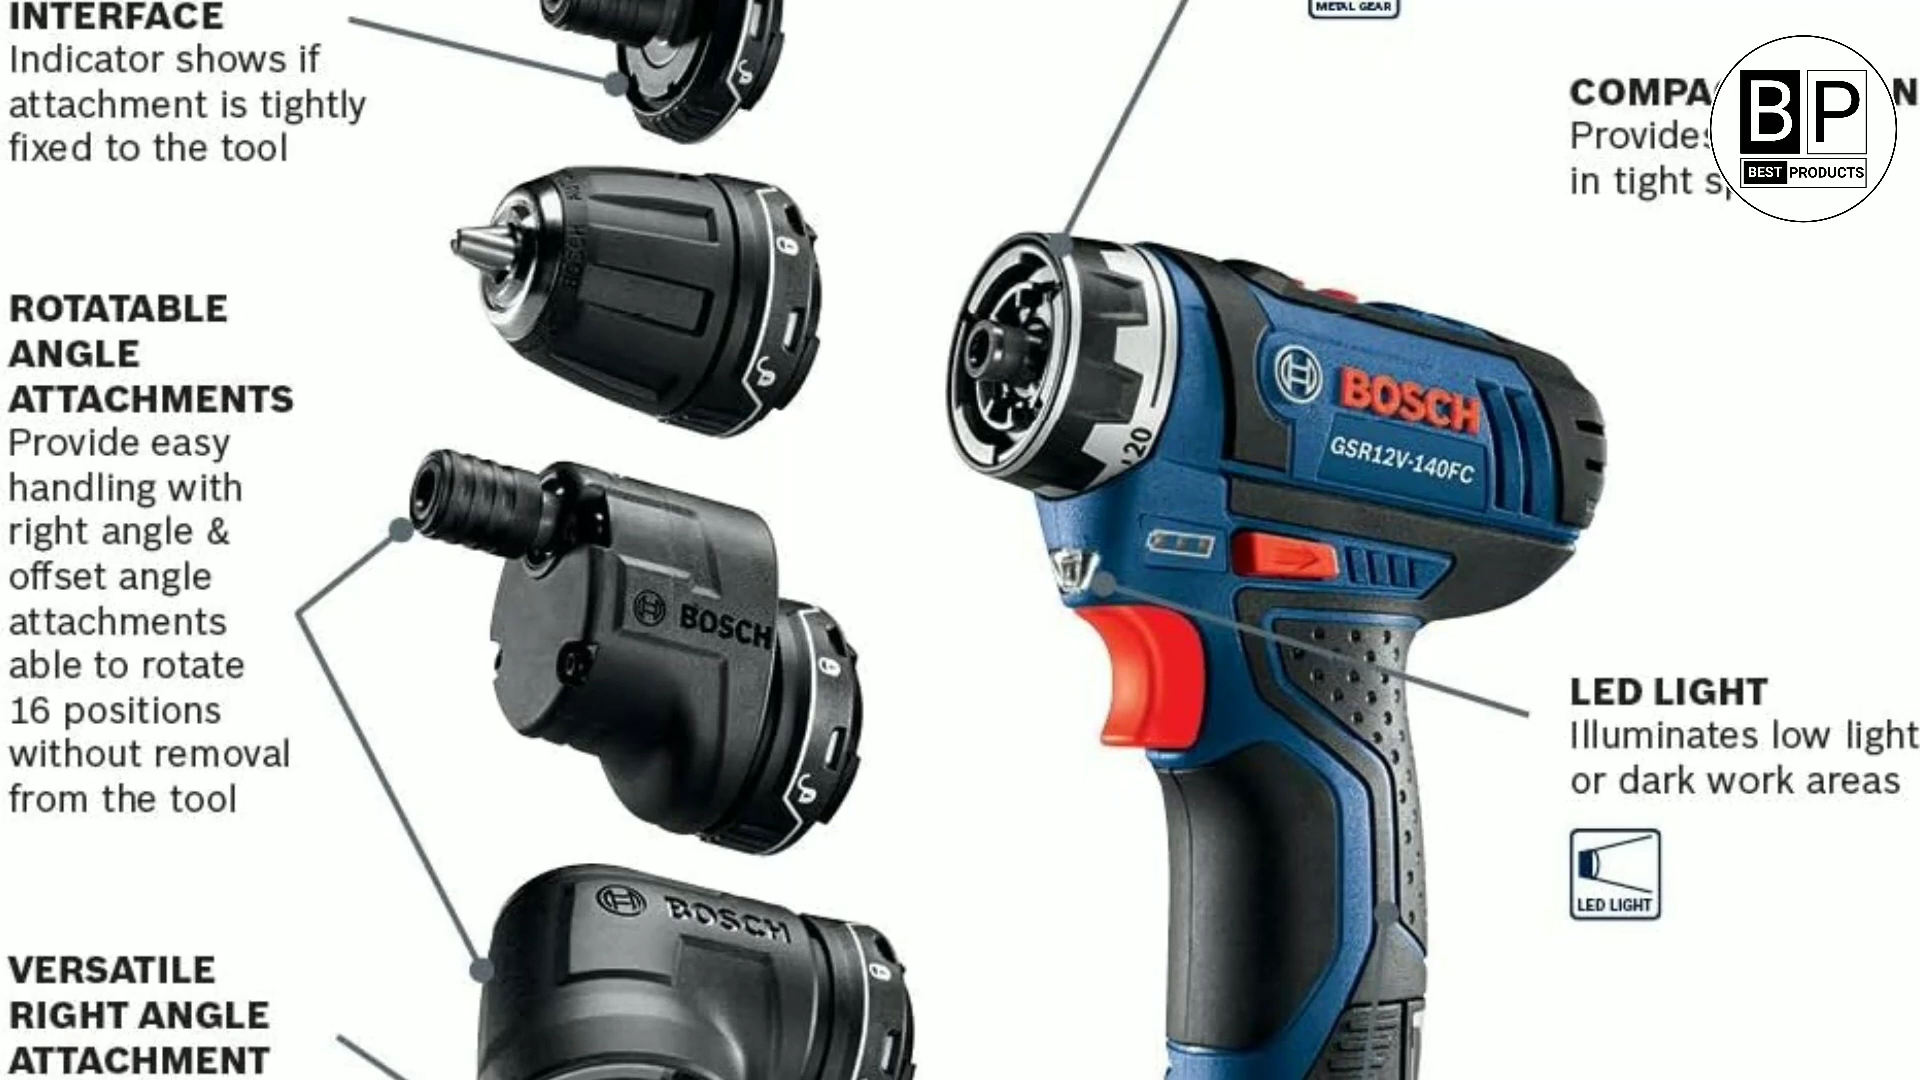 INTERFACE
Indicator shows if
attachment is tightly
fixed to the tool
ROTATABLE
ANGLE
ATTACHMENTS
Provide easy
handling with
right angle &
offset angle
attachments
able to rotate
16 positions
without removal
from the tool
VERSATILE
RIGHT ANGLE
ATTACHMENT
BOSCH
BOSCH
BOSCH
METAL GEAR
20
BOSCH
GSR12V-140FC
Provides
in tight
BP
BEST PRODUCTS
LED LIGHT
Illuminates low light
or dark work areas
LED LIGHT